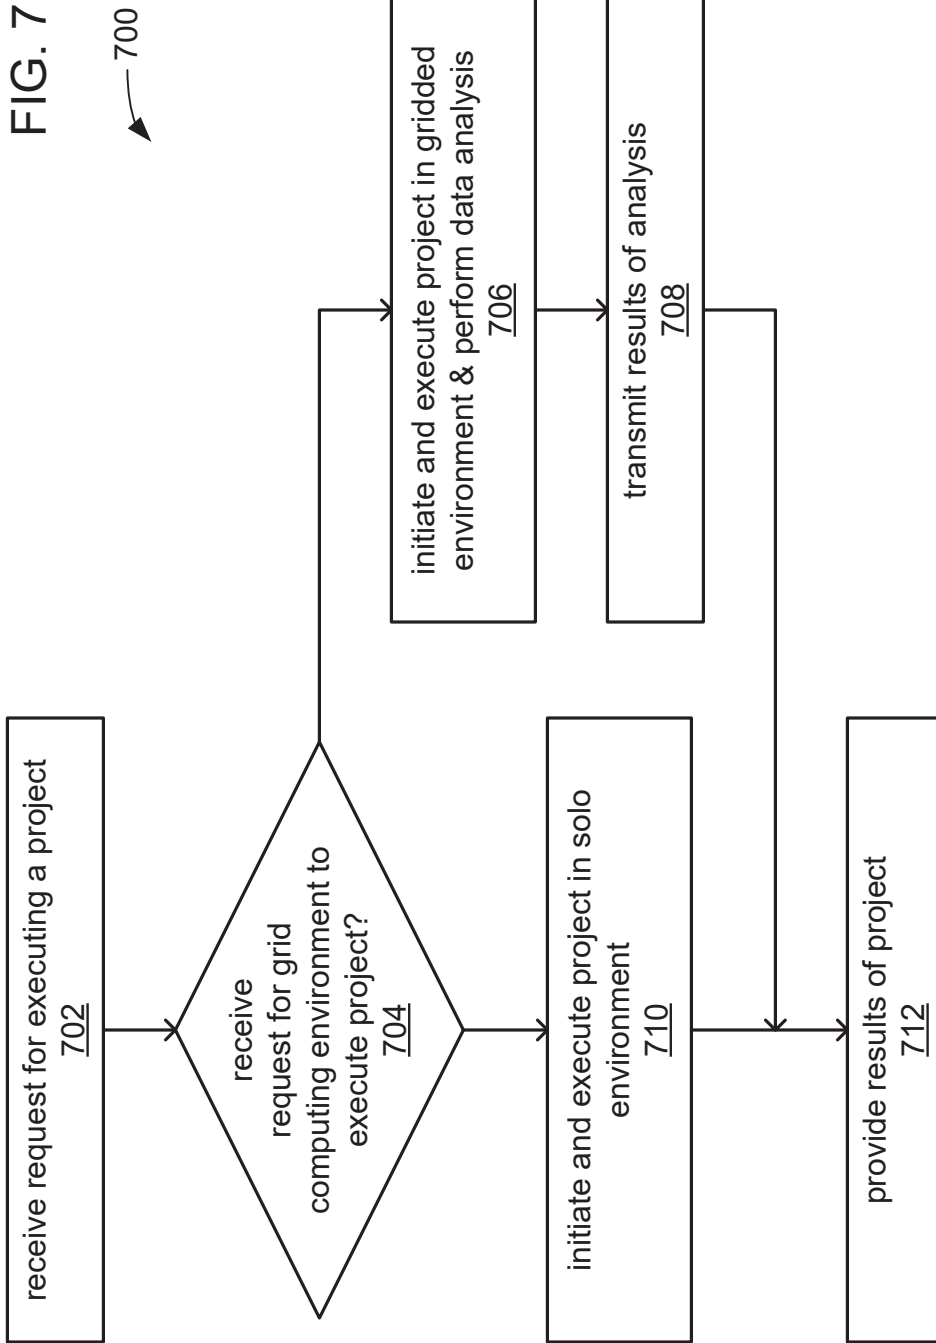 FIG. 7
700
receive request for executing a project
702
receive
request for grid
computing environment to
execute project?
704
initiate and execute project in gridded
environment & perform data analysis
706
transmit results of analysis
708
initiate and execute project in solo
environment
710
provide results of project
712